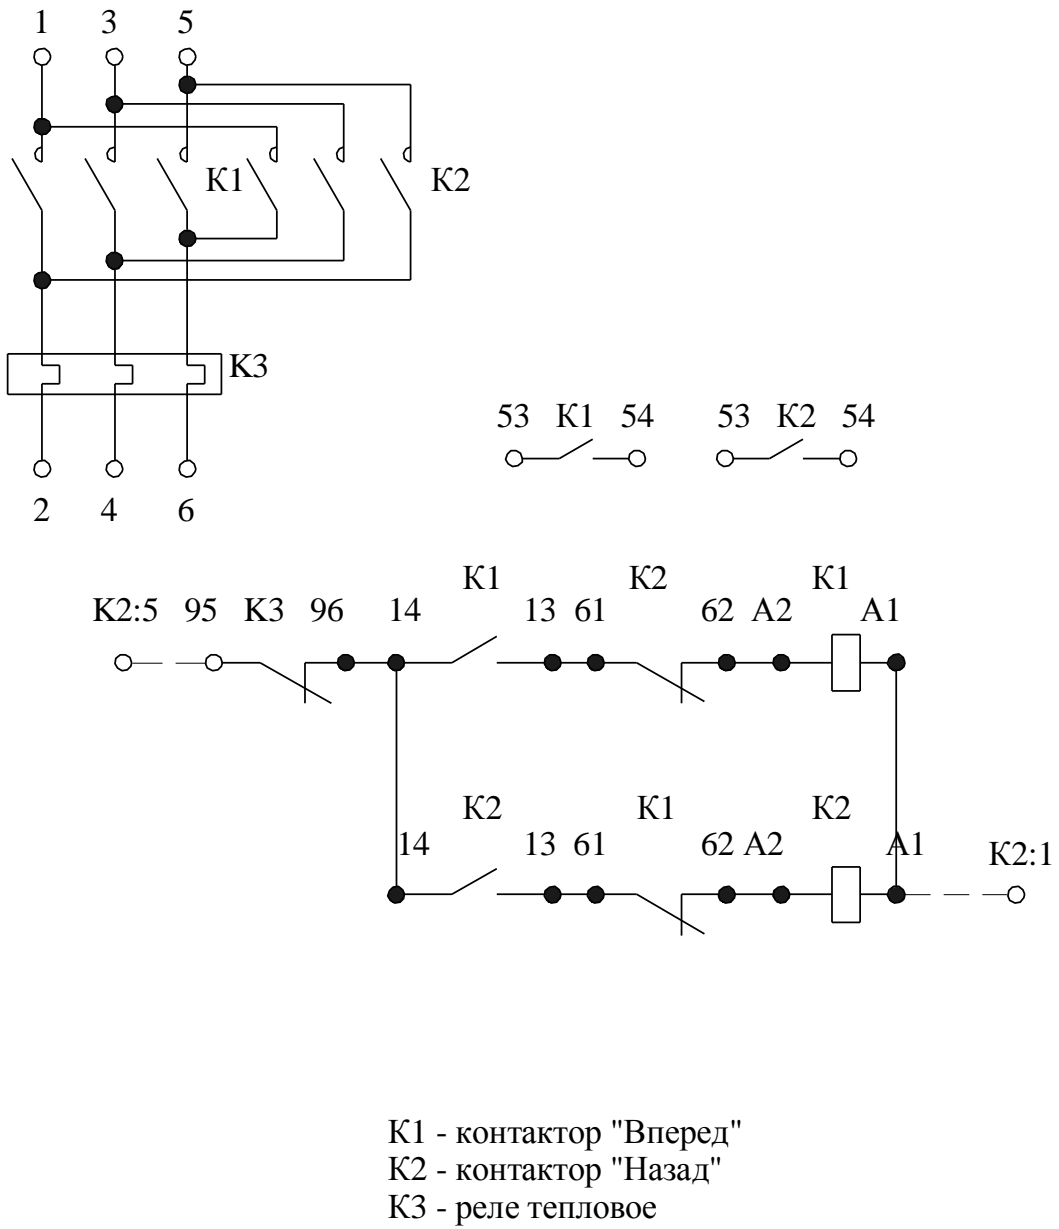 1 3 5
К1 К2
К3
53 К1 54 53 К2 54
2 4 6
К1 К2 К1
К2:5 95 К3 96 14 13 61 62 А2 А1
К2 К1 К2
14 13 61 62 А2 А1 К2:1
К1 - контактор "Вперед"
К2 - контактор "Назад"
К3 - реле тепловое